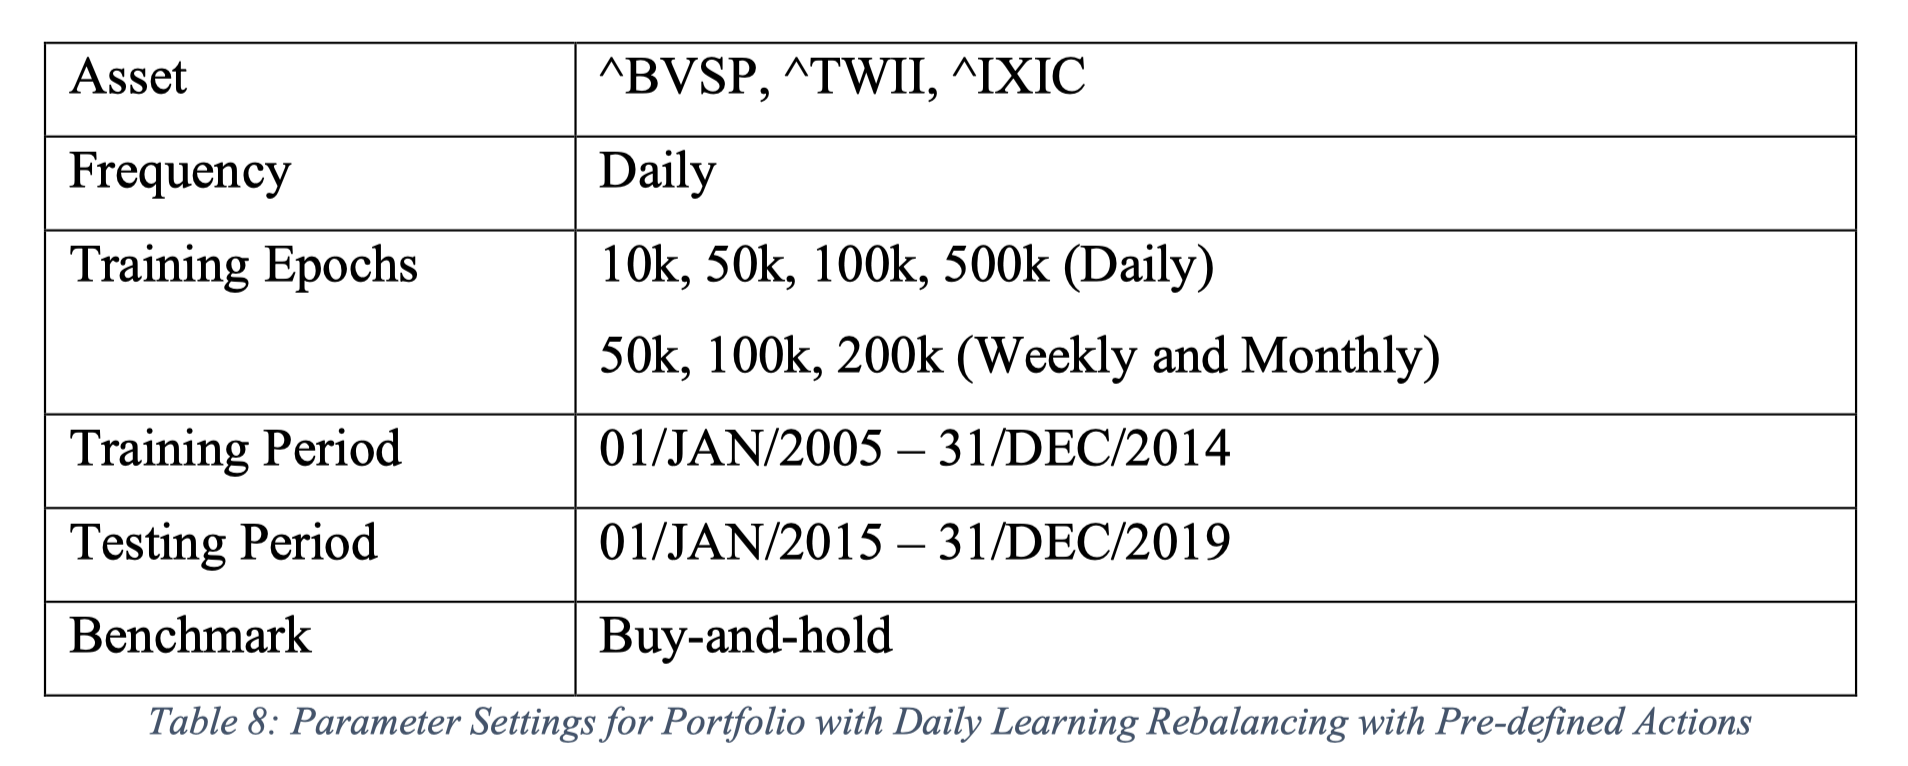 Asset ^BVSP, ^TWII, ^IXIC
Frequency Daily
Training Epochs 10k, 50k, 100k, 500k (Daily)
50k, 100k, 200k (Weekly and Monthly)
Training Period 01/JAN/2005 – 31/DEC/2014
Testing Period 01/JAN/2015 – 31/DEC/2019
Benchmark Buy-and-hold
Table 8: Parameter Settings for Portfolio with Daily Learning Rebalancing with Pre-defined Actions